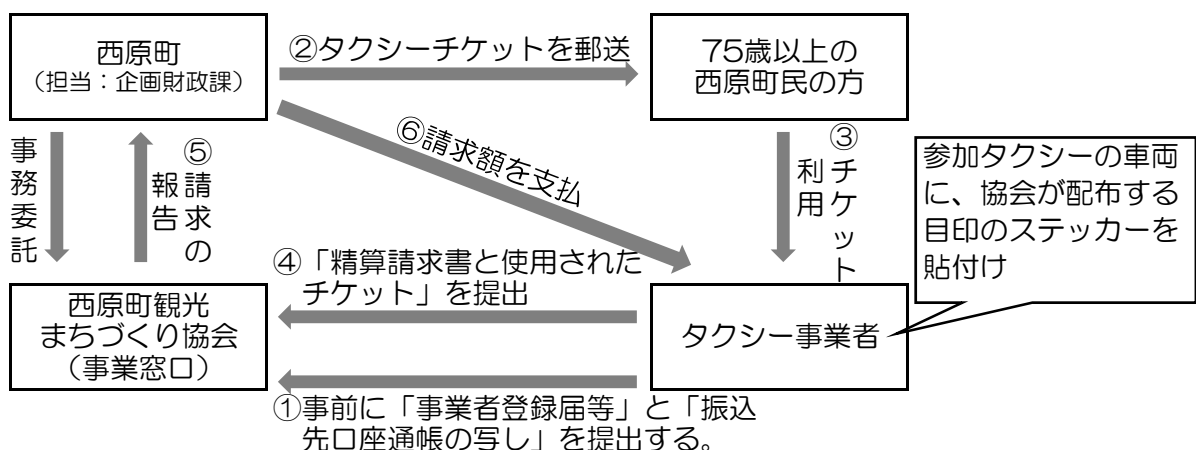 西原町
（担当：企画財政課）
②タクシーチケットを郵送
75歳以上の
西原町民の方
事務委託
⑤請求の
報告
⑥請求額を支払
③チケット
利用
参加タクシーの車両
に、協会が配布する
目印のステッカーを
貼付け
④「精算請求書と使用された
チケット」を提出
西原町観光
まちづくり協会
（事業窓口）
タクシー事業者
①事前に「事業者登録届等」と「振込
先口座通帳の写し」を提出する。